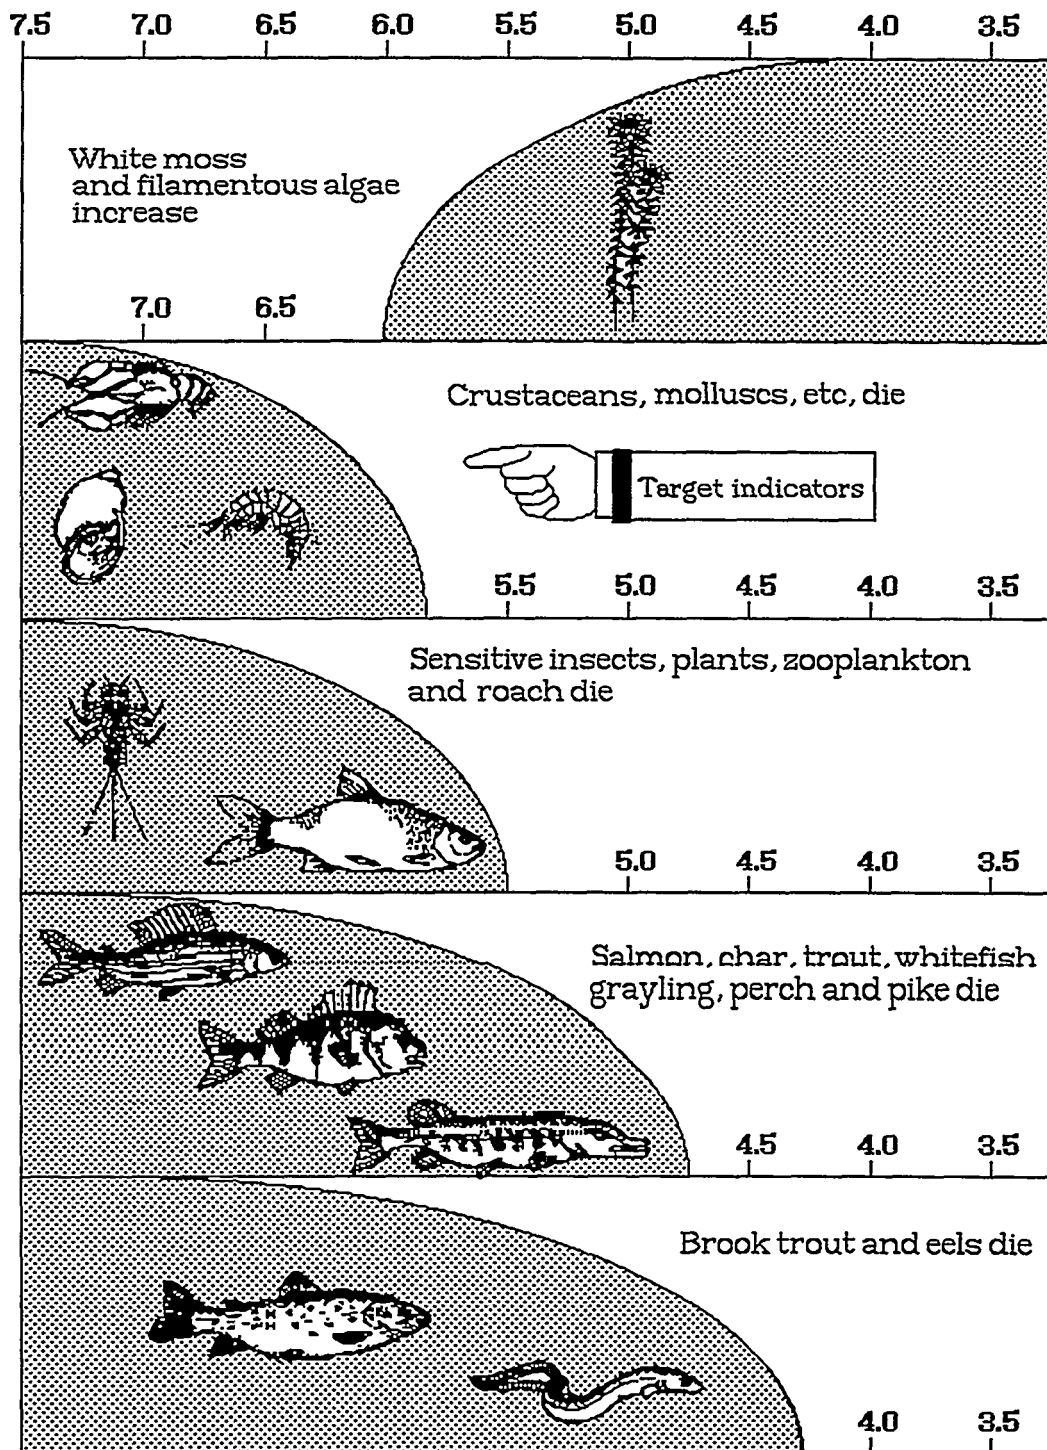 7.5 7.0 6.5 6.0 5.5 5.0 4.5 4.0 3.5
White moss
and filamentous algae
increase
7.0 6.5
Crustaceans, molluscs, etc, die
Target indicators
5.5 5.0 4.5 4.0 3.5
Sensitive insects, plants, zooplankton
and roach die
5.0 4.5 4.0 3.5
Salmon, char, trout, whitefish
grayling, perch and pike die
4.5 4.0 3.5
Brook trout and eels die
4.0 3.5